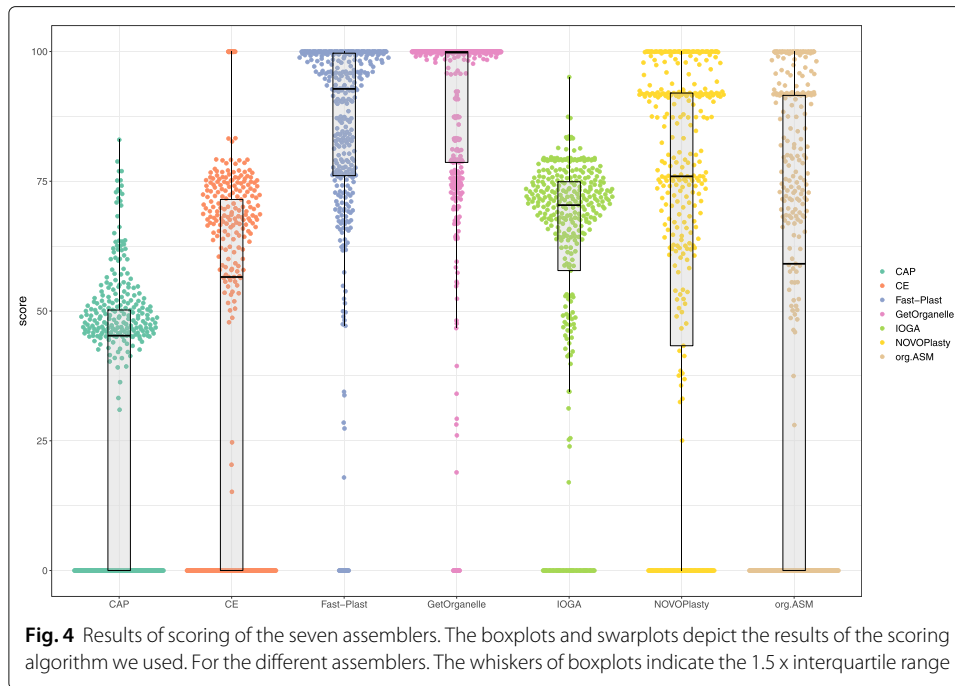 100
75
50
25
0
score
CAP
CE
Fast−Plast
GetOrganelle
IOGA
NOVOPlasty
org.ASM
CAP
CE
Fast−Plast
GetOrganelle
IOGA
NOVOPlasty
org.ASM
Fig. 4 Results of scoring of the seven assemblers. The boxplots and swarplots depict the results of the scoring
algorithm we used. For the different assemblers. The whiskers of boxplots indicate the 1.5 x interquartile range